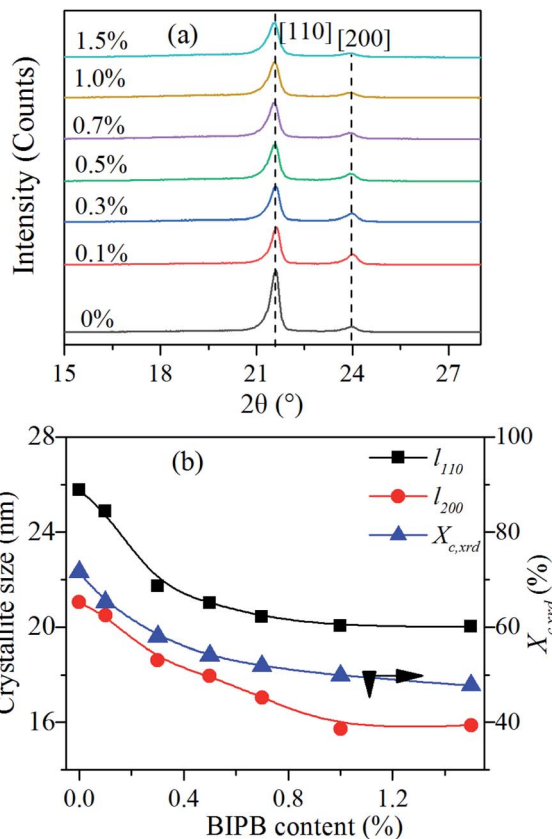 (a)
[110]
[200]
1.5%
1.0%
0.7%
0.5%
0.3%
0.1%
0%
Intensity (Counts)
15 18 21 24 27
2θ (°)
(b)
28 100
24 80
20 60
16 40
l110
l200
Xc,xrd
Crystallite size (nm)
Xc,xrd (%)
0.0 0.4 0.8 1.2
BIPB content (%)